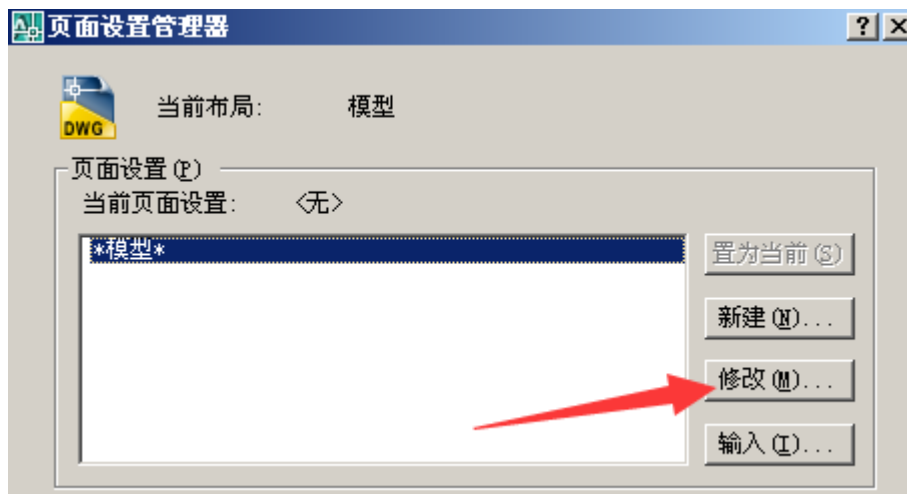 页面设置管理器
DWG
当前布局: 模型
页面设置(P)
当前页面设置: <无>
*模型*
置为当前(S)
新建(N)...
修改(M)...
输入(I)...